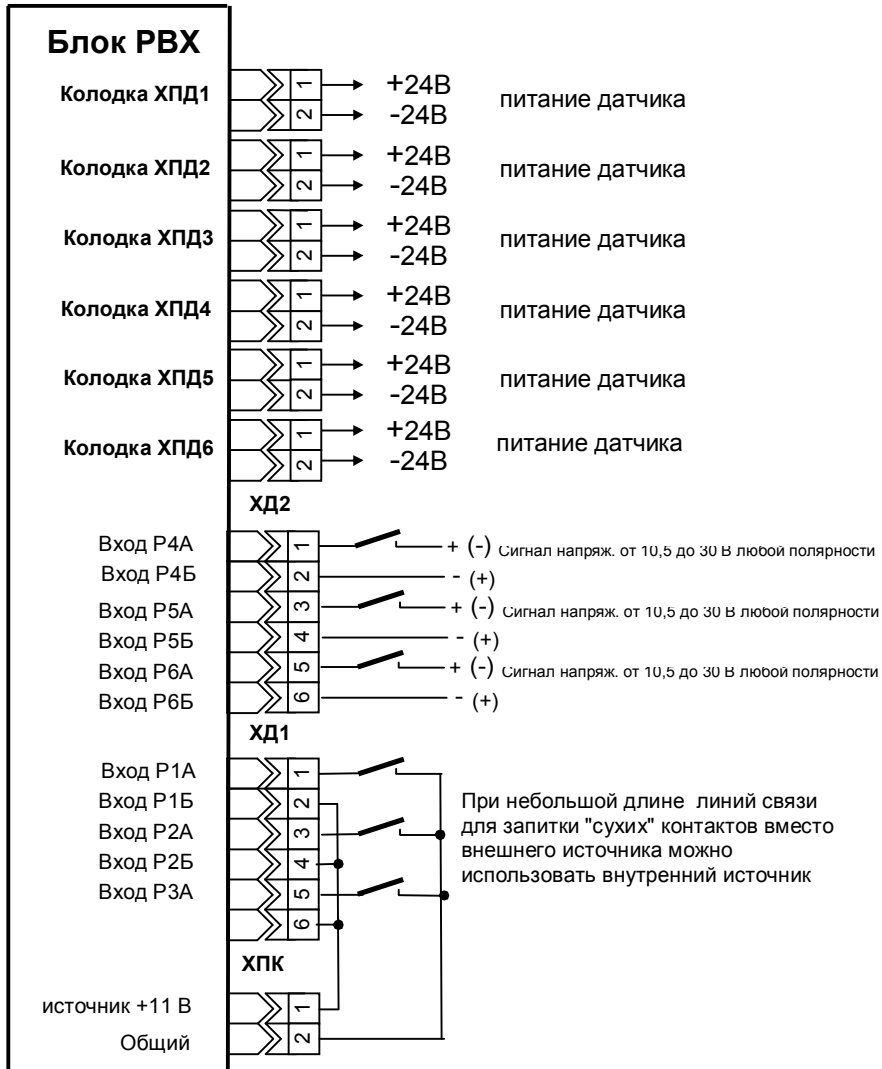 Блок РВХ
Колодка ХПД1
1
+24В
питание датчика
2
-24В
Колодка ХПД2
1
+24В
питание датчика
2
-24В
Колодка ХПД3
1
+24В
питание датчика
2
-24В
Колодка ХПД4
1
+24В
питание датчика
2
-24В
Колодка ХПД5
1
+24В
питание датчика
2
-24В
Колодка ХПД6
1
+24В
питание датчика
2
-24В
ХД2
Вход Р4А 1 + (-) Сигнал напряж. от 10,5 до 30 В любой полярности
Вход Р4Б 2 - (+)
Вход Р5А 3 + (-) Сигнал напряж. от 10,5 до 30 В любой полярности
Вход Р5Б 4 - (+)
Вход Р6А 5 + (-) Сигнал напряж. от 10,5 до 30 В любой полярности
Вход Р6Б 6 - (+)
ХД1
Вход Р1А 1
Вход Р1Б 2
Вход Р2А 3
Вход Р2Б 4
Вход Р3А 5
6
При небольшой длине линий связи
для запитки "сухих" контактов вместо
внешнего источника можно
использовать внутренний источник
ХПК
источник +11 В 1
Общий 2